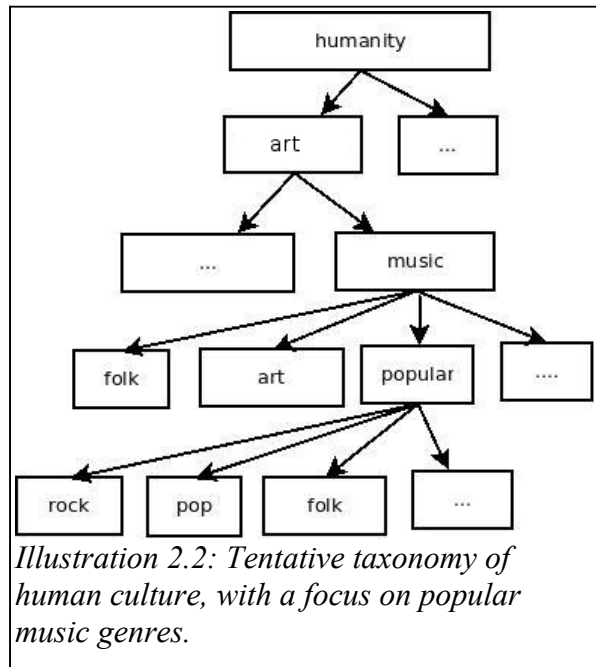 humanity
art
...
...
music
folk
art
popular
....
rock
pop
folk
...
Illustration 2.2: Tentative taxonomy of
human culture, with a focus on popular
music genres.